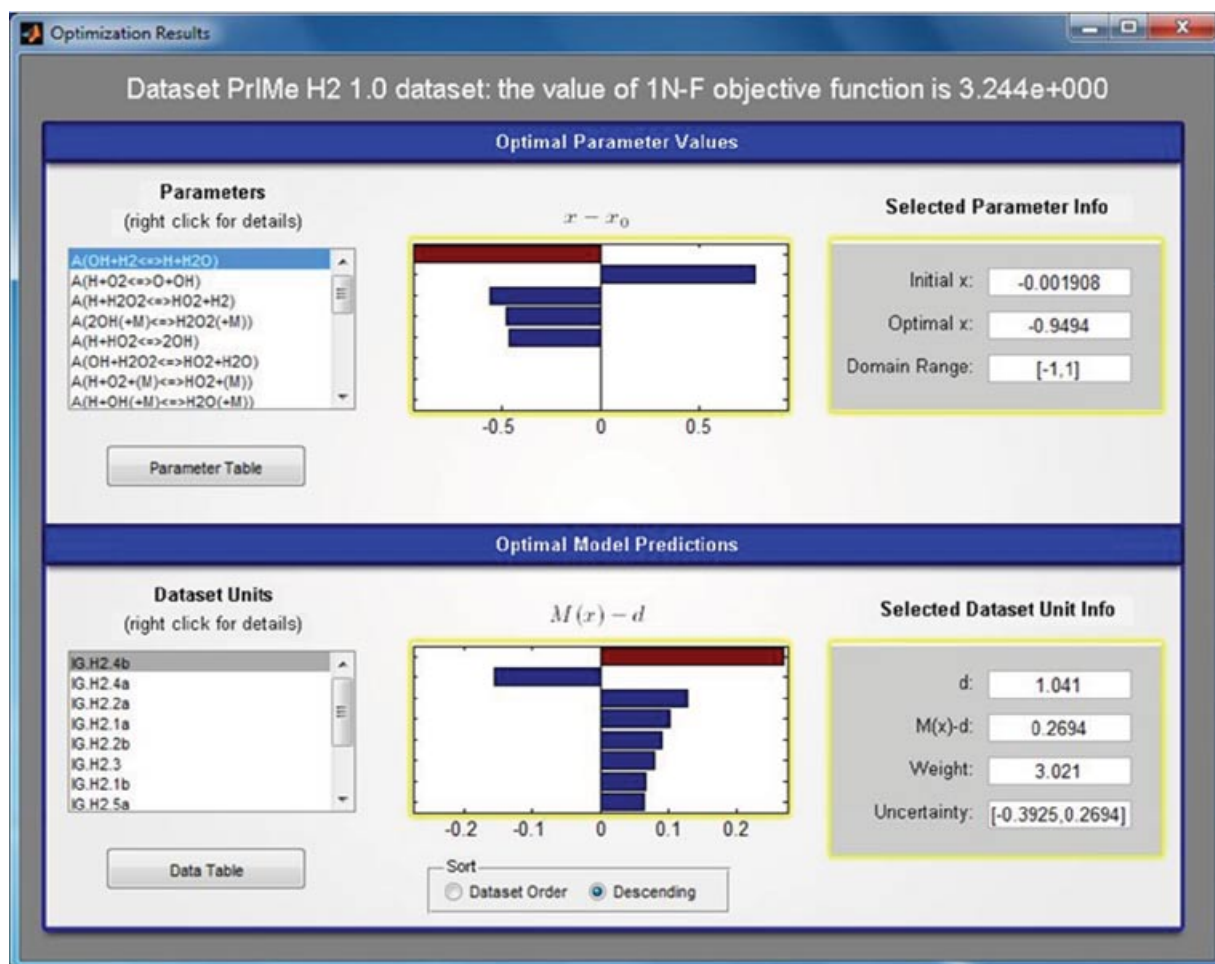 Optimization Results
Dataset PrIMe H2 1.0 dataset: the value of 1N-F objective function is 3.244e+000
Optimal Parameter Values
Parameters
(right click for details)
A(OH+H2<=>H+H2O)
A(H+O2<=>O+OH)
A(H+H2O2<=>HO2+H2)
A(2OH(+M)<=>H2O2(+M))
A(H+HO2<=>2OH)
A(OH+H2O2<=>HO2+H2O)
A(H+O2+(M)<=>HO2+(M))
A(H+OH(+M)<=>H2O(+M))
Parameter Table
x − x₀
-0.5 0 0.5
Selected Parameter Info
Initial x: -0.001908
Optimal x: -0.9494
Domain Range: [-1,1]
Optimal Model Predictions
Dataset Units
(right click for details)
IG.H2.4b
IG.H2.4a
IG.H2.2a
IG.H2.1a
IG.H2.2b
IG.H2.3
IG.H2.1b
IG.H2.5a
Data Table
M(x) − d
-0.2 -0.1 0 0.1 0.2
Sort
Dataset Order Descending
Selected Dataset Unit Info
d: 1.041
M(x)-d: 0.2694
Weight: 3.021
Uncertainty: [-0.3925,0.2694]